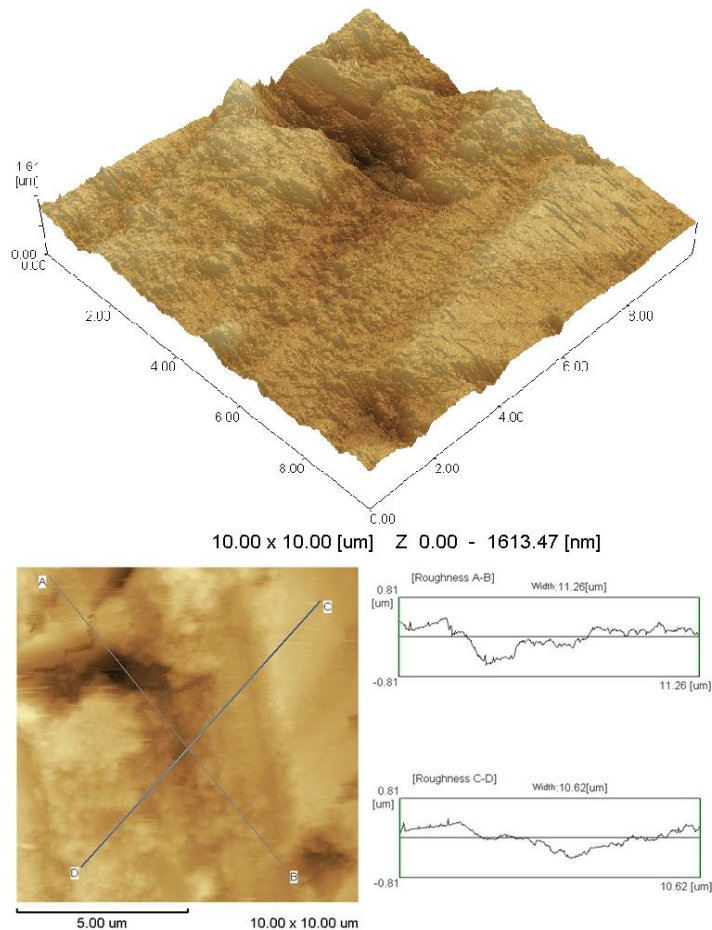 1.61
[um]
0.00
0.00
2.00
4.00
6.00
8.00
0.00
2.00
4.00
6.00
8.00
10.00 x 10.00 [um] Z 0.00 - 1613.47 [nm]
A
C
D
B
5.00 um
10.00 x 10.00 um
[Roughness A-B]
Width: 11.26[um]
0.81
[um]
-0.81
11.26 [um]
[Roughness C-D]
Width: 10.62[um]
0.81
[um]
-0.81
10.62 [um]